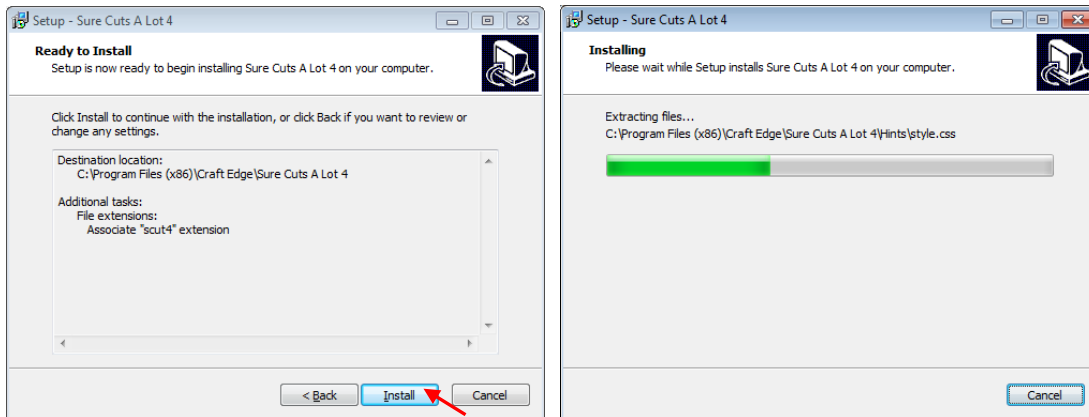 Setup - Sure Cuts A Lot 4
Ready to Install
Setup is now ready to begin installing Sure Cuts A Lot 4 on your computer.
Click Install to continue with the installation, or click Back if you want to review or
change any settings.
Destination location:
C:\Program Files (x86)\Craft Edge\Sure Cuts A Lot 4
Additional tasks:
File extensions:
Associate "scut4" extension
< Back
Install
Cancel
Setup - Sure Cuts A Lot 4
Installing
Please wait while Setup installs Sure Cuts A Lot 4 on your computer.
Extracting files...
C:\Program Files (x86)\Craft Edge\Sure Cuts A Lot 4\Hints\style.css
Cancel